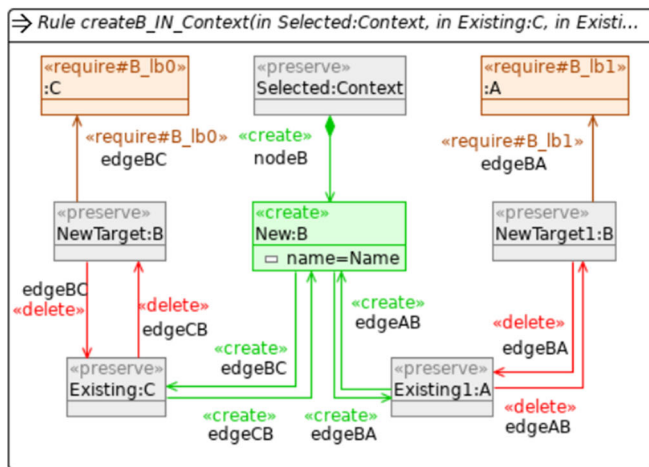 Rule createB_IN_Context(in Selected:Context, in Existing:C, in Existi...
«require#B_lb0»
:C
«preserve»
Selected:Context
«require#B_lb1»
:A
«require#B_lb0»
edgeBC
«create»
nodeB
«require#B_lb1»
edgeBA
«preserve»
NewTarget:B
«create»
New:B
name=Name
«preserve»
NewTarget1:B
edgeBC
«delete»
«delete»
edgeCB
«create»
edgeAB
«delete»
edgeBA
«create»
edgeBC
«preserve»
Existing:C
«preserve»
Existing1:A
«create»
edgeCB
«create»
edgeBA
«delete»
edgeAB